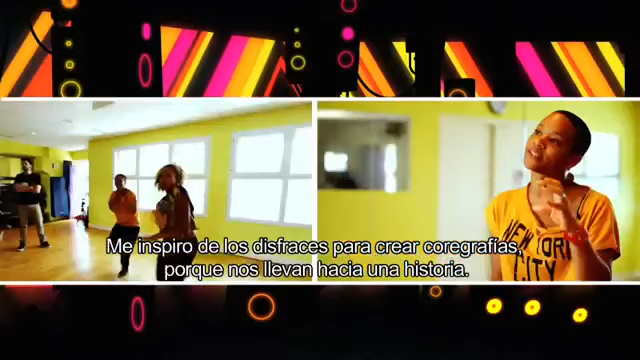 Me inspiro de los disfraces para crear coregrafías,
porque nos llevan hacia una historia.
NEW YORK
CITY